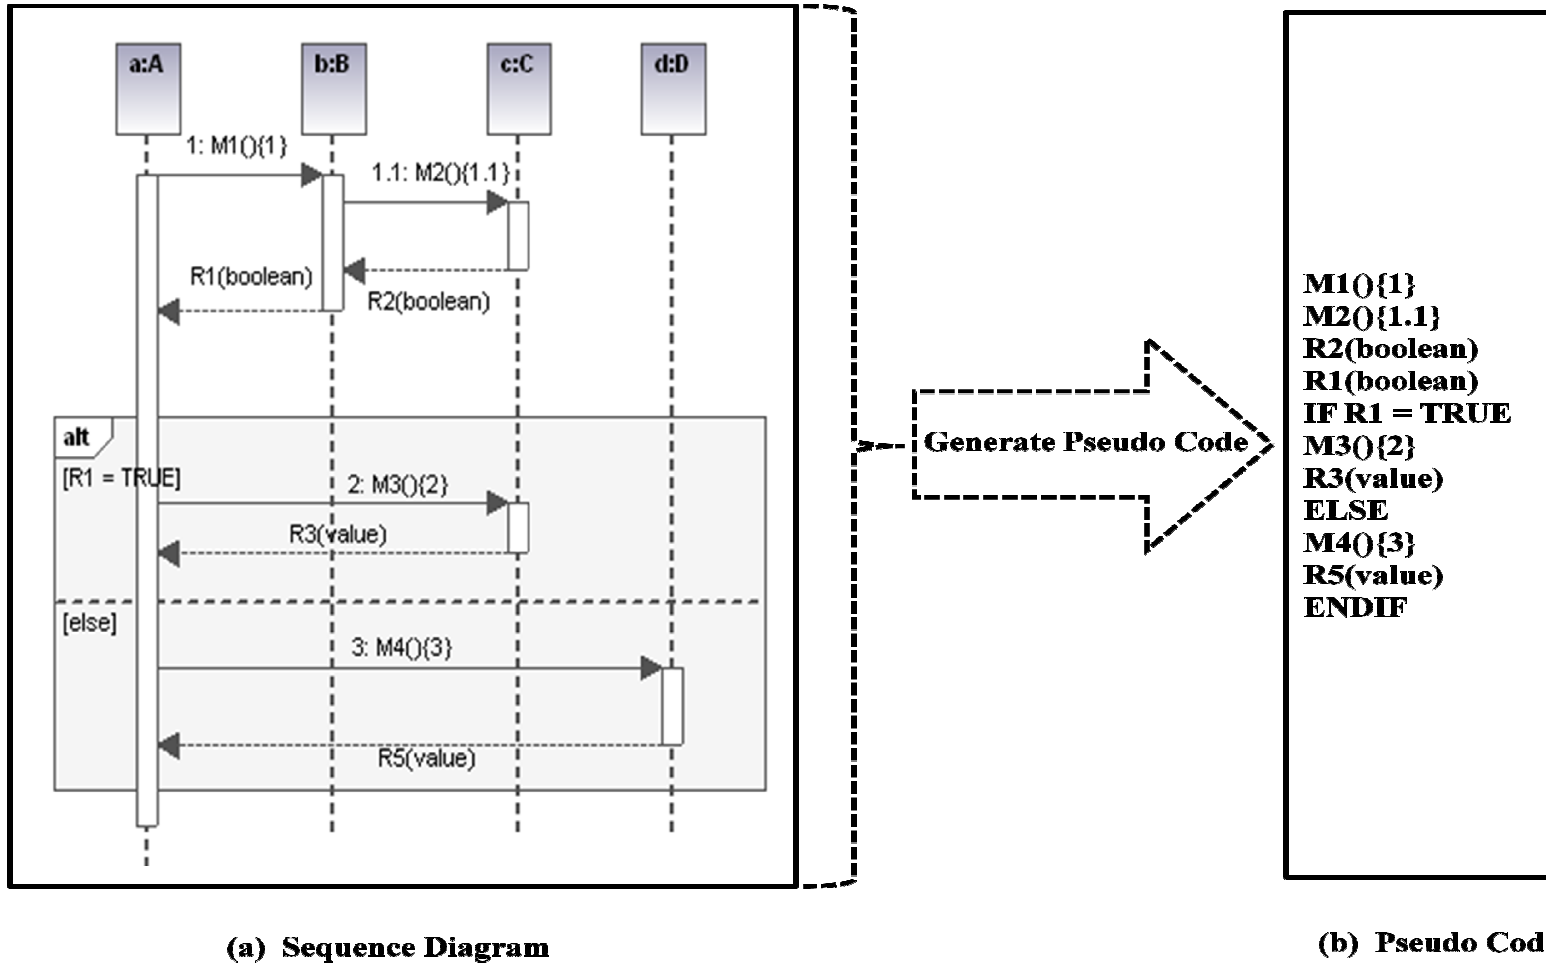 a:A
b:B
c:C
d:D
1: M1(){1}
1.1: M2(){1.1}
R1(boolean)
R2(boolean)
alt
[R1 = TRUE]
2: M3(){2}
R3(value)
[else]
3: M4(){3}
R5(value)
(a) Sequence Diagram
Generate Pseudo Code
M1(){1}
M2(){1.1}
R2(boolean)
R1(boolean)
IF R1 = TRUE
M3(){2}
R3(value)
ELSE
M4(){3}
R5(value)
ENDIF
(b) Pseudo Cod